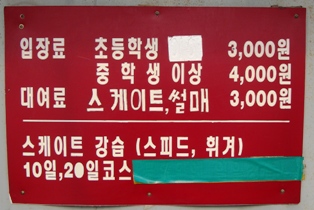 입장료 초등학생 3,000원
중학생이상 4,000원
대여료 스케이트,썰매 3,000원
스케이트 강습 (스피드, 휘겨)
10일,20일코스